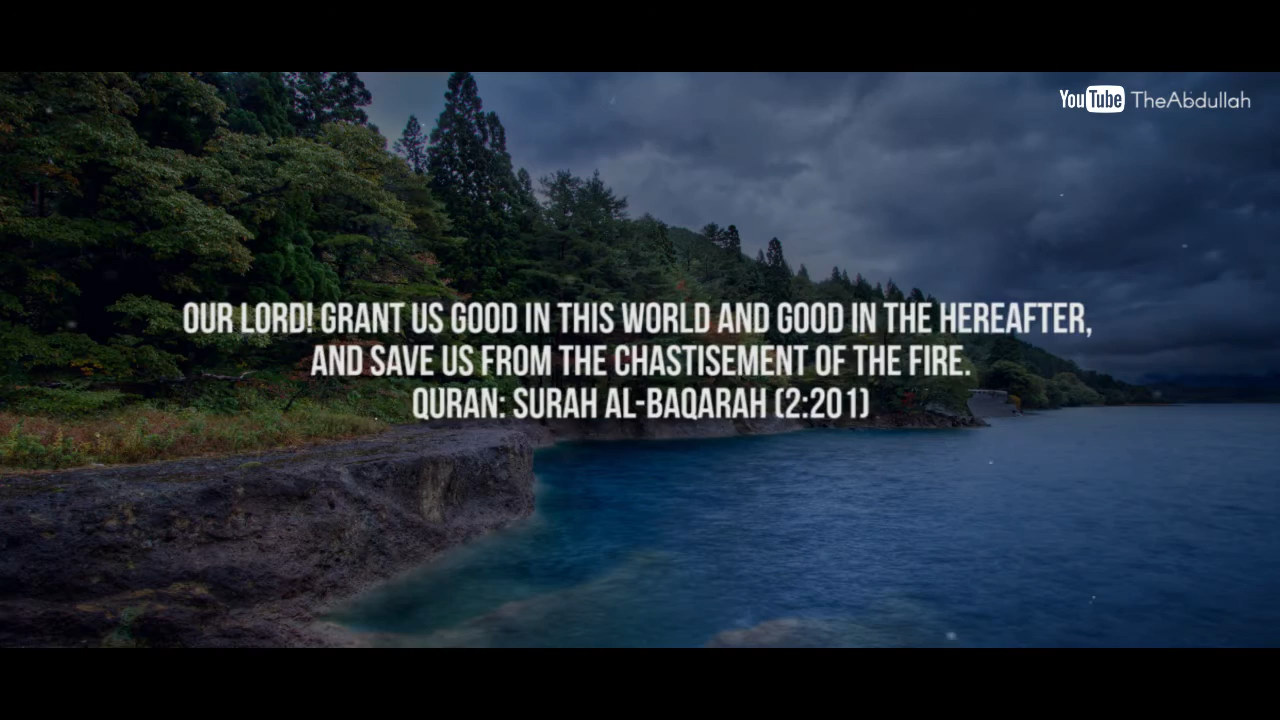 YouTube TheAbdullah
OUR LORD! GRANT US GOOD IN THIS WORLD AND GOOD IN THE HEREAFTER,
AND SAVE US FROM THE CHASTISEMENT OF THE FIRE.
QURAN: SURAH AL-BAQARAH (2:201)